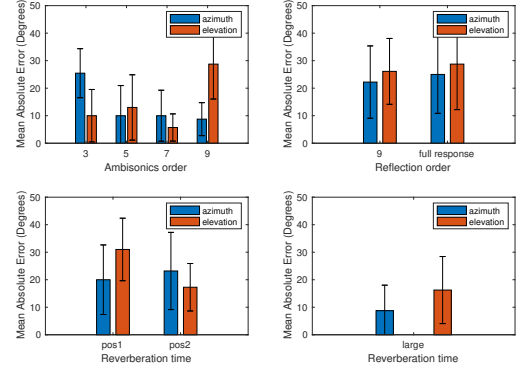 50
40
30
20
10
0
Mean Absolute Error (Degrees)
azimuth
elevation
3 5 7 9
Ambisonics order
50
40
30
20
10
0
Mean Absolute Error (Degrees)
azimuth
elevation
9 full response
Reflection order
50
40
30
20
10
0
Mean Absolute Error (Degrees)
azimuth
elevation
pos1 pos2
Reverberation time
50
40
30
20
10
0
Mean Absolute Error (Degrees)
azimuth
elevation
large
Reverberation time